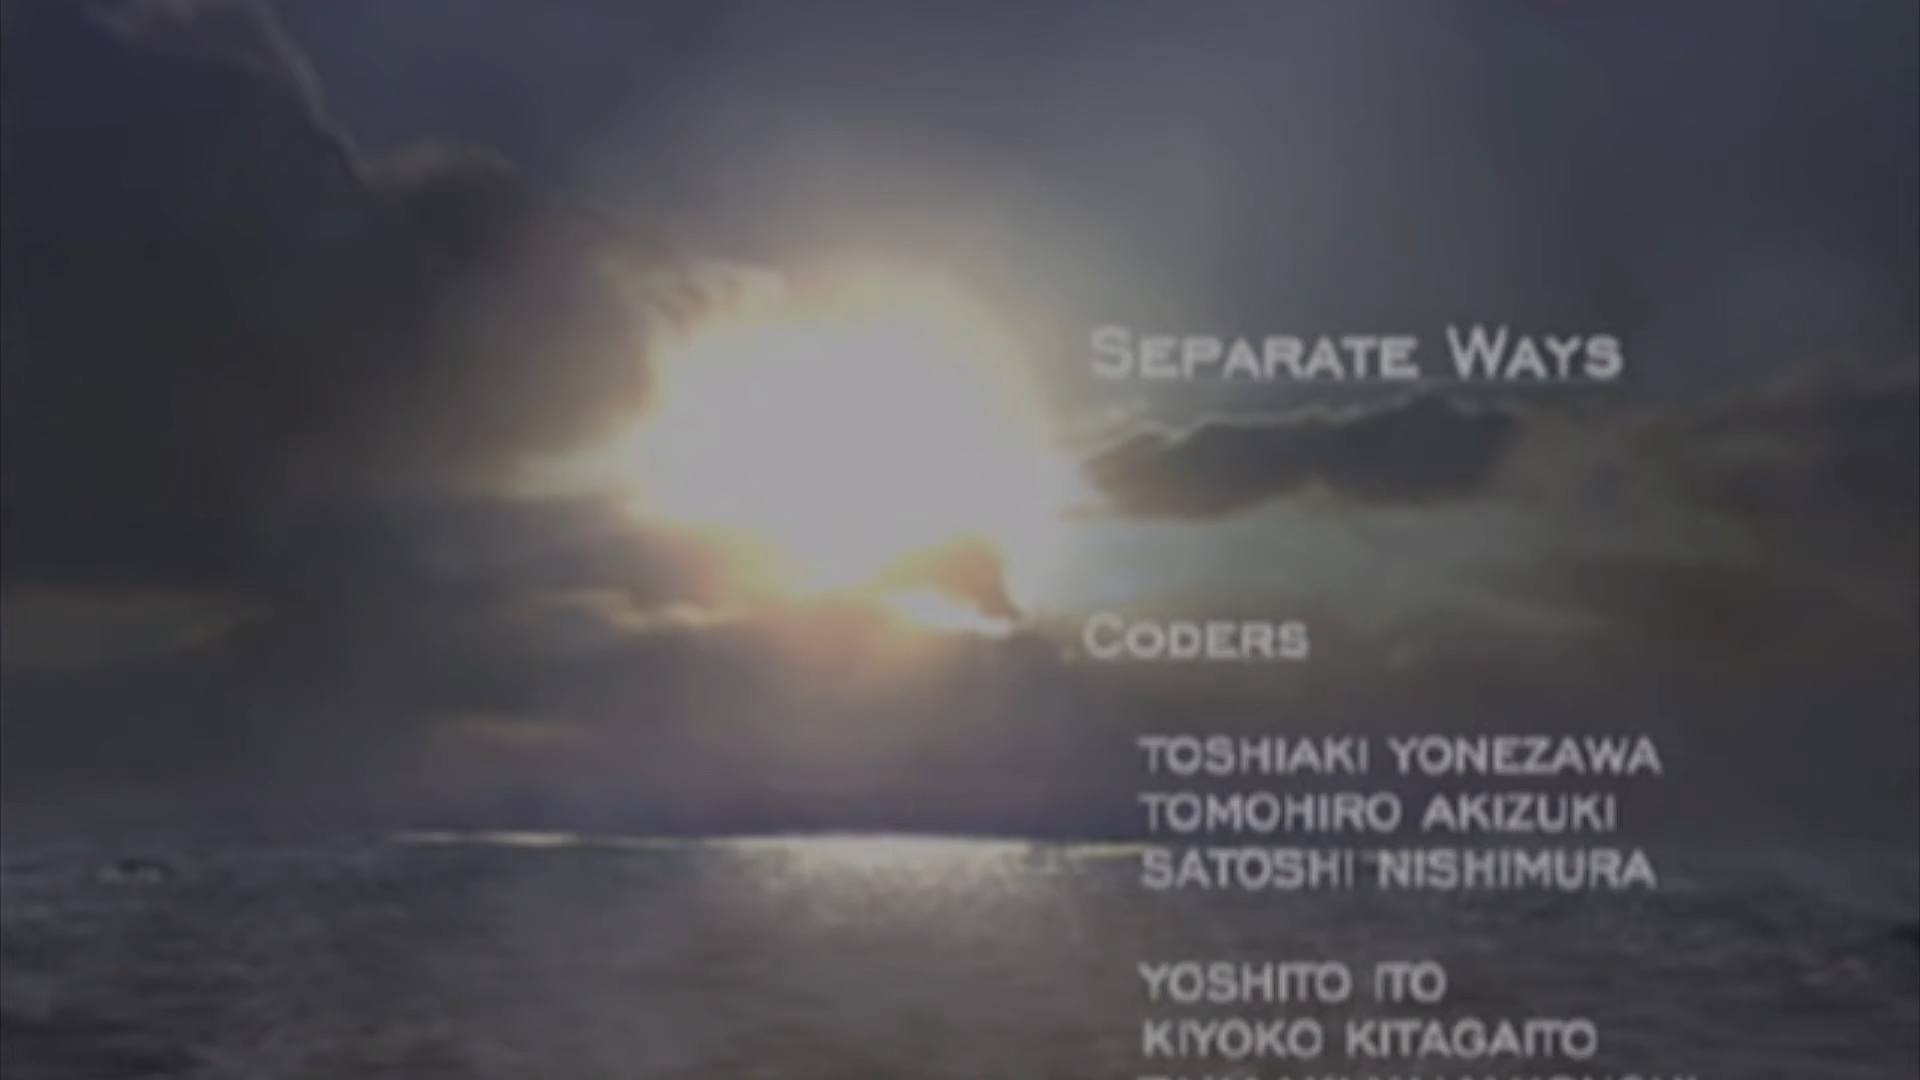 SEPARATE WAYS
CODERS
TOSHIAKI YONEZAWA
TOMOHIRO AKIZUKI
SATOSHI NISHIMURA
YOSHITO ITO
KIYOKO KITAGAITO